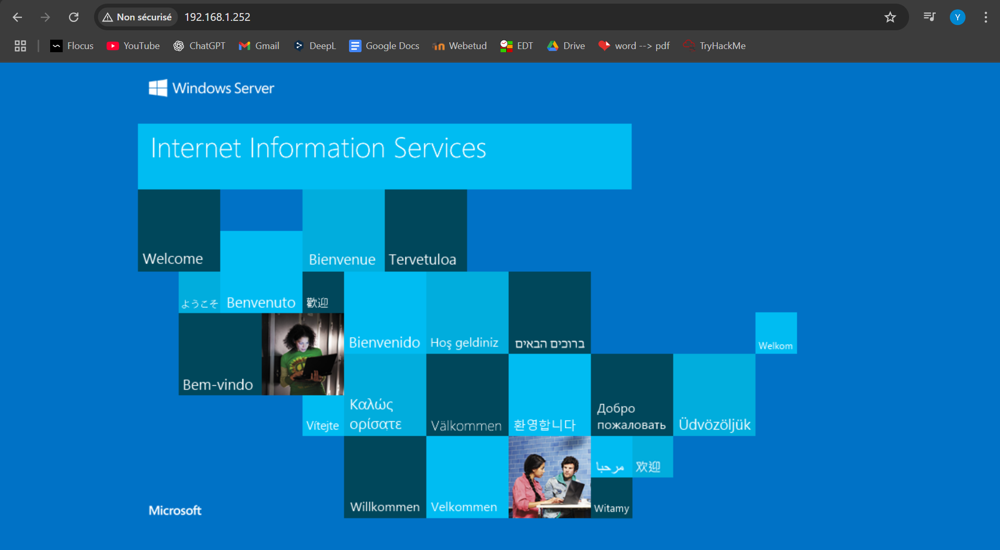 Non sécurisé
192.168.1.252
Y
Flocus
YouTube
ChatGPT
Gmail
DeepL
Google Docs
Webetud
EDT
Drive
word --> pdf
TryHackMe
Windows Server
Internet Information Services
Welcome
Bienvenue
Tervetuloa
ようこそ
Benvenuto
歡迎
Bienvenido
Hoş geldiniz
ברוכים הבאים
Welkom
Bem-vindo
Vítejte
Καλώς
ορίσατε
Välkommen
환영합니다
Добро
пожаловать
Üdvözöljük
مرحبا
欢迎
Willkommen
Velkommen
Witamy
Microsoft